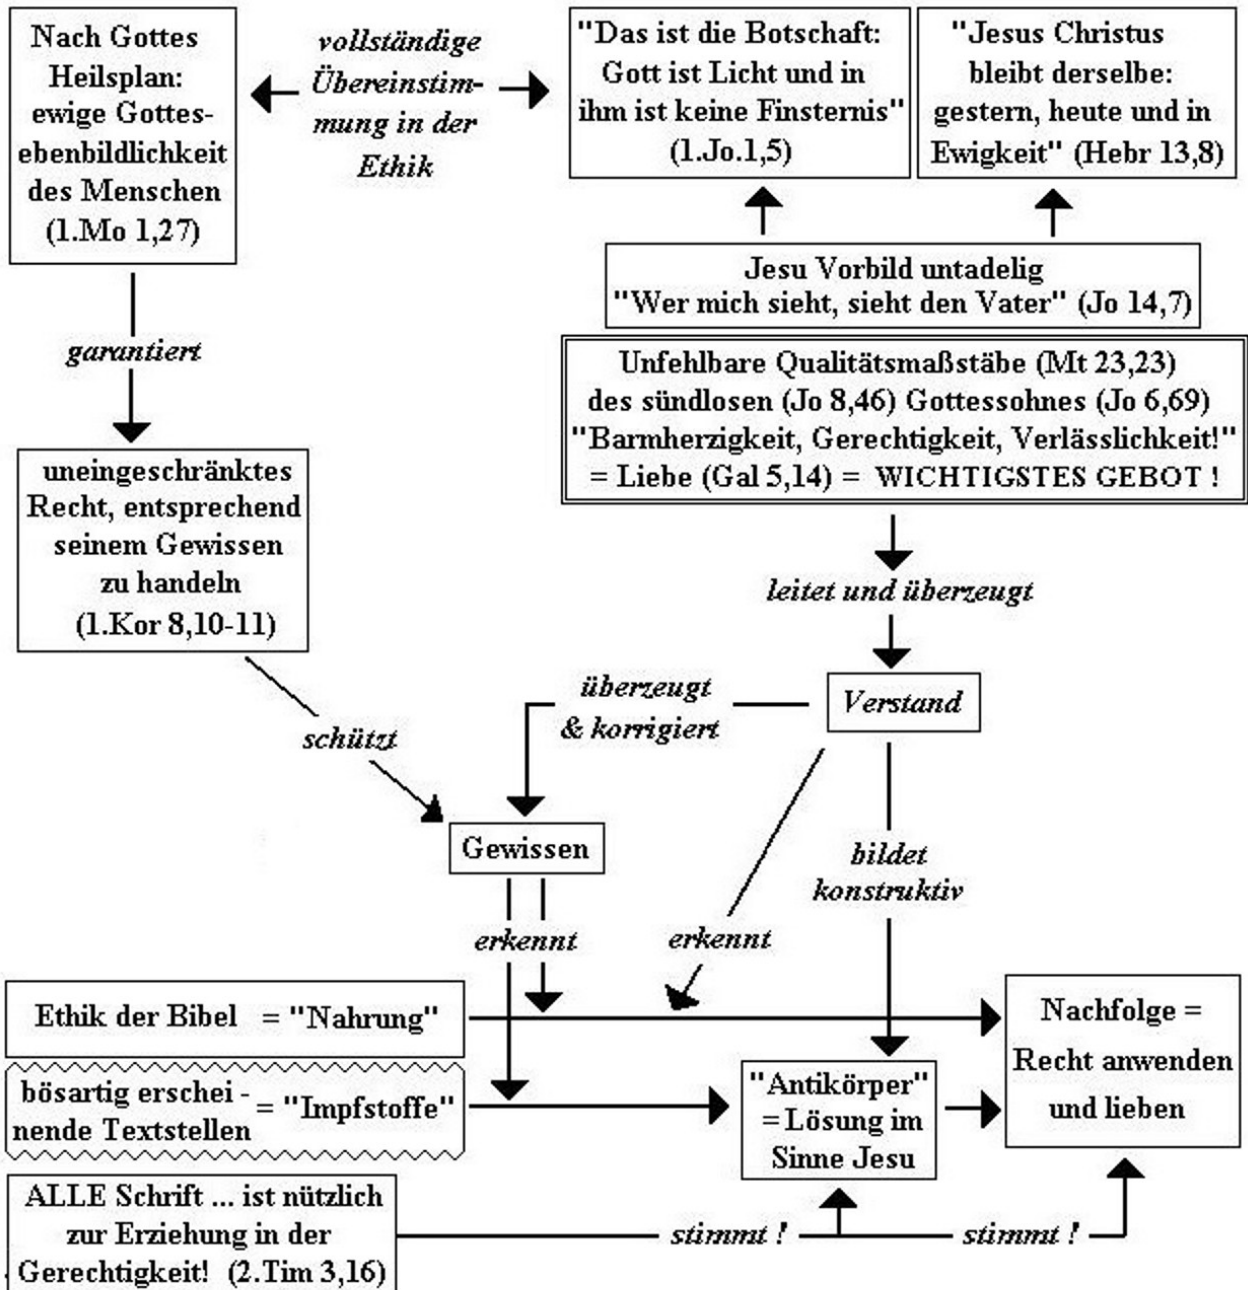 Nach Gottes
Heilsplan:
ewige Gottes-
ebenbildlichkeit
des Menschen
(1.Mo 1,27)
vollständige
Übereinstim-
mung in der
Ethik
"Das ist die Botschaft:
Gott ist Licht und in
ihm ist keine Finsternis"
(1.Jo.1,5)
"Jesus Christus
bleibt derselbe:
gestern, heute und in
Ewigkeit" (Hebr 13,8)
Jesu Vorbild untadelig
"Wer mich sieht, sieht den Vater" (Jo 14,7)
garantiert
Unfehlbare Qualitätsmaßstäbe (Mt 23,23)
des sündlosen (Jo 8,46) Gottessohnes (Jo 6,69)
"Barmherzigkeit, Gerechtigkeit, Verlässlichkeit!"
= Liebe (Gal 5,14) = WICHTIGSTES GEBOT !
uneingeschränktes
Recht, entsprechend
seinem Gewissen
zu handeln
(1.Kor 8,10-11)
leitet und überzeugt
Verstand
überzeugt
& korrigiert
schützt
Gewissen
bildet
konstruktiv
erkennt
erkennt
Ethik der Bibel = "Nahrung"
bösartig erschei -
nende Textstellen
= "Impfstoffe"
"Antikörper"
= Lösung im
Sinne Jesu
Nachfolge =
Recht anwenden
und lieben
ALLE Schrift ... ist nützlich
zur Erziehung in der
Gerechtigkeit! (2.Tim 3,16)
stimmt !
stimmt !